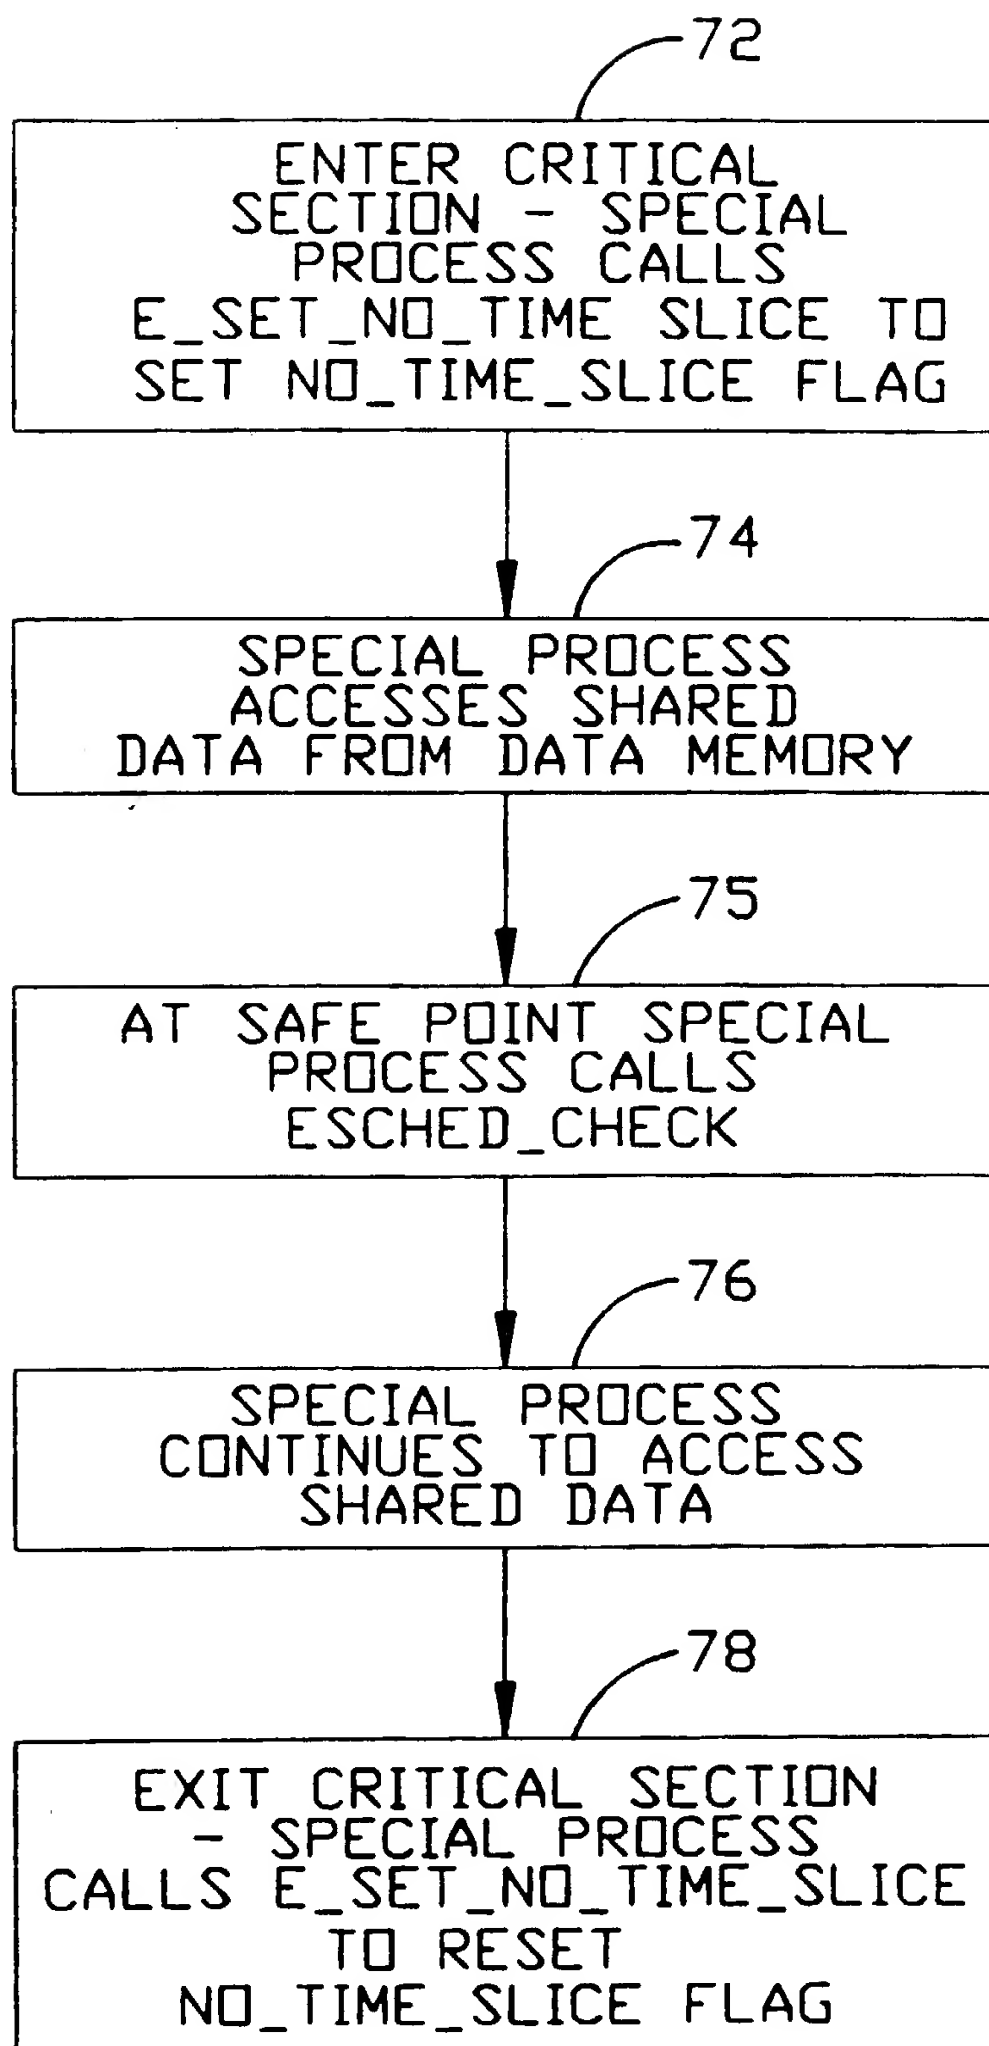 72
ENTER CRITICAL
SECTION - SPECIAL
PROCESS CALLS
E_SET_NO_TIME SLICE TO
SET NO_TIME_SLICE FLAG
74
SPECIAL PROCESS
ACCESSES SHARED
DATA FROM DATA MEMORY
75
AT SAFE POINT SPECIAL
PROCESS CALLS
ESCHED_CHECK
76
SPECIAL PROCESS
CONTINUES TO ACCESS
SHARED DATA
78
EXIT CRITICAL SECTION
- SPECIAL PROCESS
CALLS E_SET_NO_TIME_SLICE
TO RESET
NO_TIME_SLICE FLAG